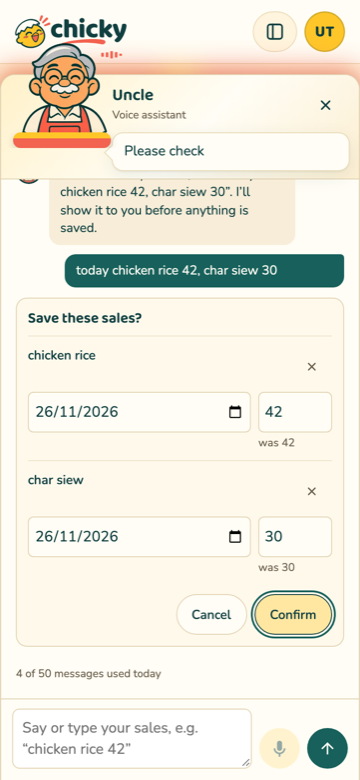 chicky
UT
Uncle
Voice assistant
Please check
chicken rice 42, char siew 30”. I’ll
show it to you before anything is
saved.
today chicken rice 42, char siew 30
Save these sales?
chicken rice
26/11/2026
42
was 42
char siew
26/11/2026
30
was 30
Cancel
Confirm
4 of 50 messages used today
Say or type your sales, e.g.
“chicken rice 42”